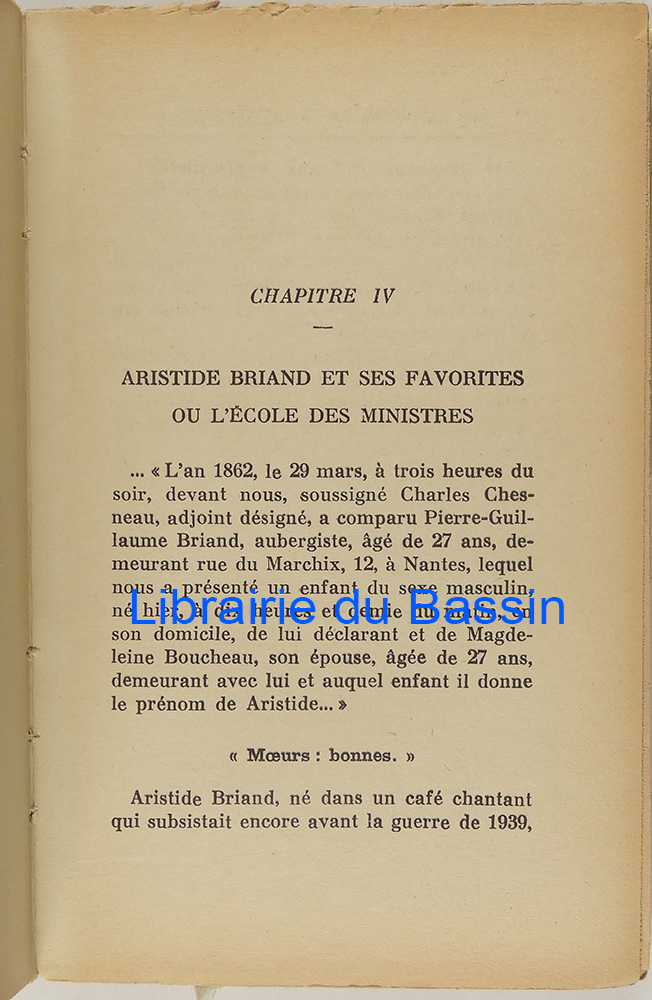 CHAPITRE IV
ARISTIDE BRIAND ET SES FAVORITES
OU L'ÉCOLE DES MINISTRES
... « L'an 1862, le 29 mars, à trois heures du
soir, devant nous, soussigné Charles Ches-
neau, adjoint désigné, a comparu Pierre-Guil-
laume Briand, aubergiste, âgé de 27 ans, de-
meurant rue du Marchix, 12, à Nantes, lequel
nous a présenté un enfant du sexe masculin,
né hier, à dix heures et demie du matin, en
Librairie du Bassin
son domicile, de lui déclarant et de Magde-
leine Boucheau, son épouse, âgée de 27 ans,
demeurant avec lui et auquel enfant il donne
le prénom de Aristide... »
« Mœurs : bonnes. »
Aristide Briand, né dans un café chantant
qui subsistait encore avant la guerre de 1939,